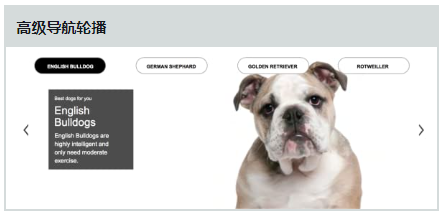 高级导航轮播
ENGLISH BULLDOG
GERMAN SHEPHARD
GOLDEN RETRIEVER
ROTWEILLER
Best dogs for you
English
Bulldogs
English Bulldogs are
highly intelligent and
only need moderate
exercise.